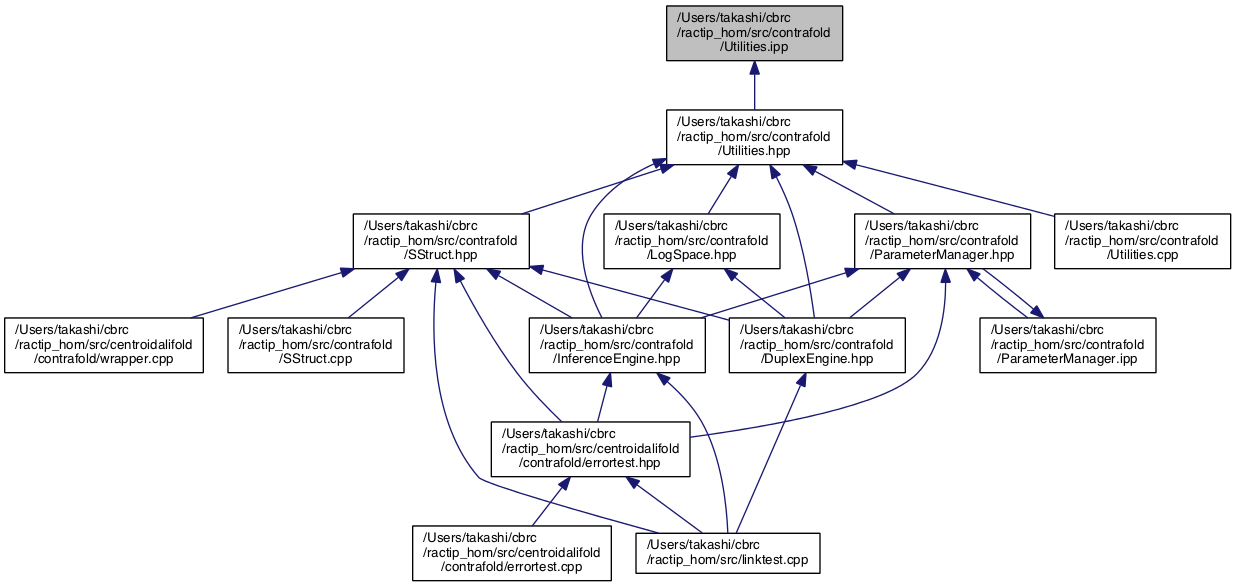 /Users/takashi/cbrc
/ractip_hom/src/contrafold
/Utilities.ipp
/Users/takashi/cbrc
/ractip_hom/src/contrafold
/Utilities.hpp
/Users/takashi/cbrc
/ractip_hom/src/contrafold
/SStruct.hpp
/Users/takashi/cbrc
/ractip_hom/src/contrafold
/LogSpace.hpp
/Users/takashi/cbrc
/ractip_hom/src/contrafold
/ParameterManager.hpp
/Users/takashi/cbrc
/ractip_hom/src/contrafold
/Utilities.cpp
/Users/takashi/cbrc
/ractip_hom/src/centroidalifold
/contrafold/wrapper.cpp
/Users/takashi/cbrc
/ractip_hom/src/contrafold
/SStruct.cpp
/Users/takashi/cbrc
/ractip_hom/src/contrafold
/InferenceEngine.hpp
/Users/takashi/cbrc
/ractip_hom/src/contrafold
/DuplexEngine.hpp
/Users/takashi/cbrc
/ractip_hom/src/contrafold
/ParameterManager.ipp
/Users/takashi/cbrc
/ractip_hom/src/centroidalifold
/contrafold/errortest.hpp
/Users/takashi/cbrc
/ractip_hom/src/centroidalifold
/contrafold/errortest.cpp
/Users/takashi/cbrc
/ractip_hom/src/linktest.cpp